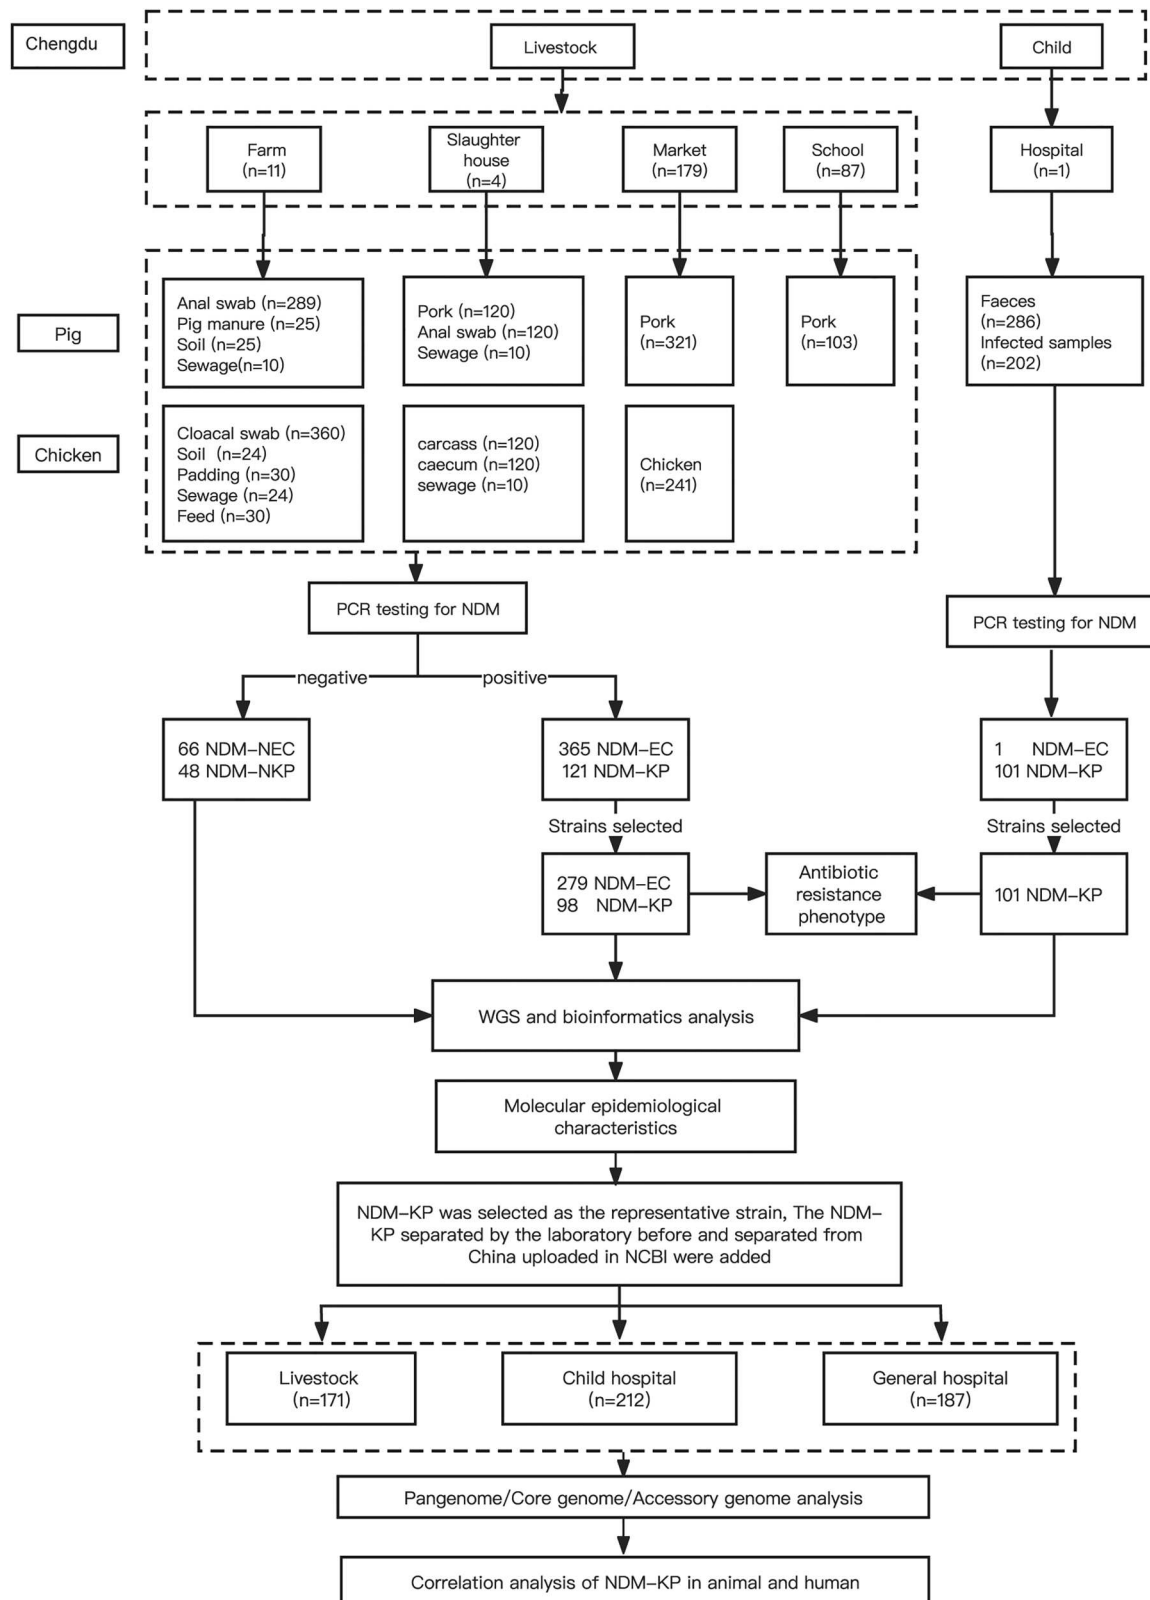 Chengdu
Livestock
Child
Farm
(n=11)
Slaughter
house
(n=4)
Market
(n=179)
School
(n=87)
Hospital
(n=1)
Pig
Anal swab (n=289)
Pig manure (n=25)
Soil (n=25)
Sewage(n=10)
Pork (n=120)
Anal swab (n=120)
Sewage (n=10)
Pork
(n=321)
Pork
(n=103)
Faeces
(n=286)
Infected samples
(n=202)
Chicken
Cloacal swab (n=360)
Soil (n=24)
Padding (n=30)
Sewage (n=24)
Feed (n=30)
carcass (n=120)
caecum (n=120)
sewage (n=10)
Chicken
(n=241)
PCR testing for NDM
PCR testing for NDM
negative
positive
66 NDM–NEC
48 NDM–NKP
365 NDM–EC
121 NDM–KP
1 NDM–EC
101 NDM–KP
Strains selected
Strains selected
279 NDM–EC
98 NDM–KP
Antibiotic
resistance
phenotype
101 NDM–KP
WGS and bioinformatics analysis
Molecular epidemiological
characteristics
NDM–KP was selected as the representative strain, The NDM–
KP separated by the laboratory before and separated from
China uploaded in NCBI were added
Livestock
(n=171)
Child hospital
(n=212)
General hospital
(n=187)
Pangenome/Core genome/Accessory genome analysis
Correlation analysis of NDM–KP in animal and human